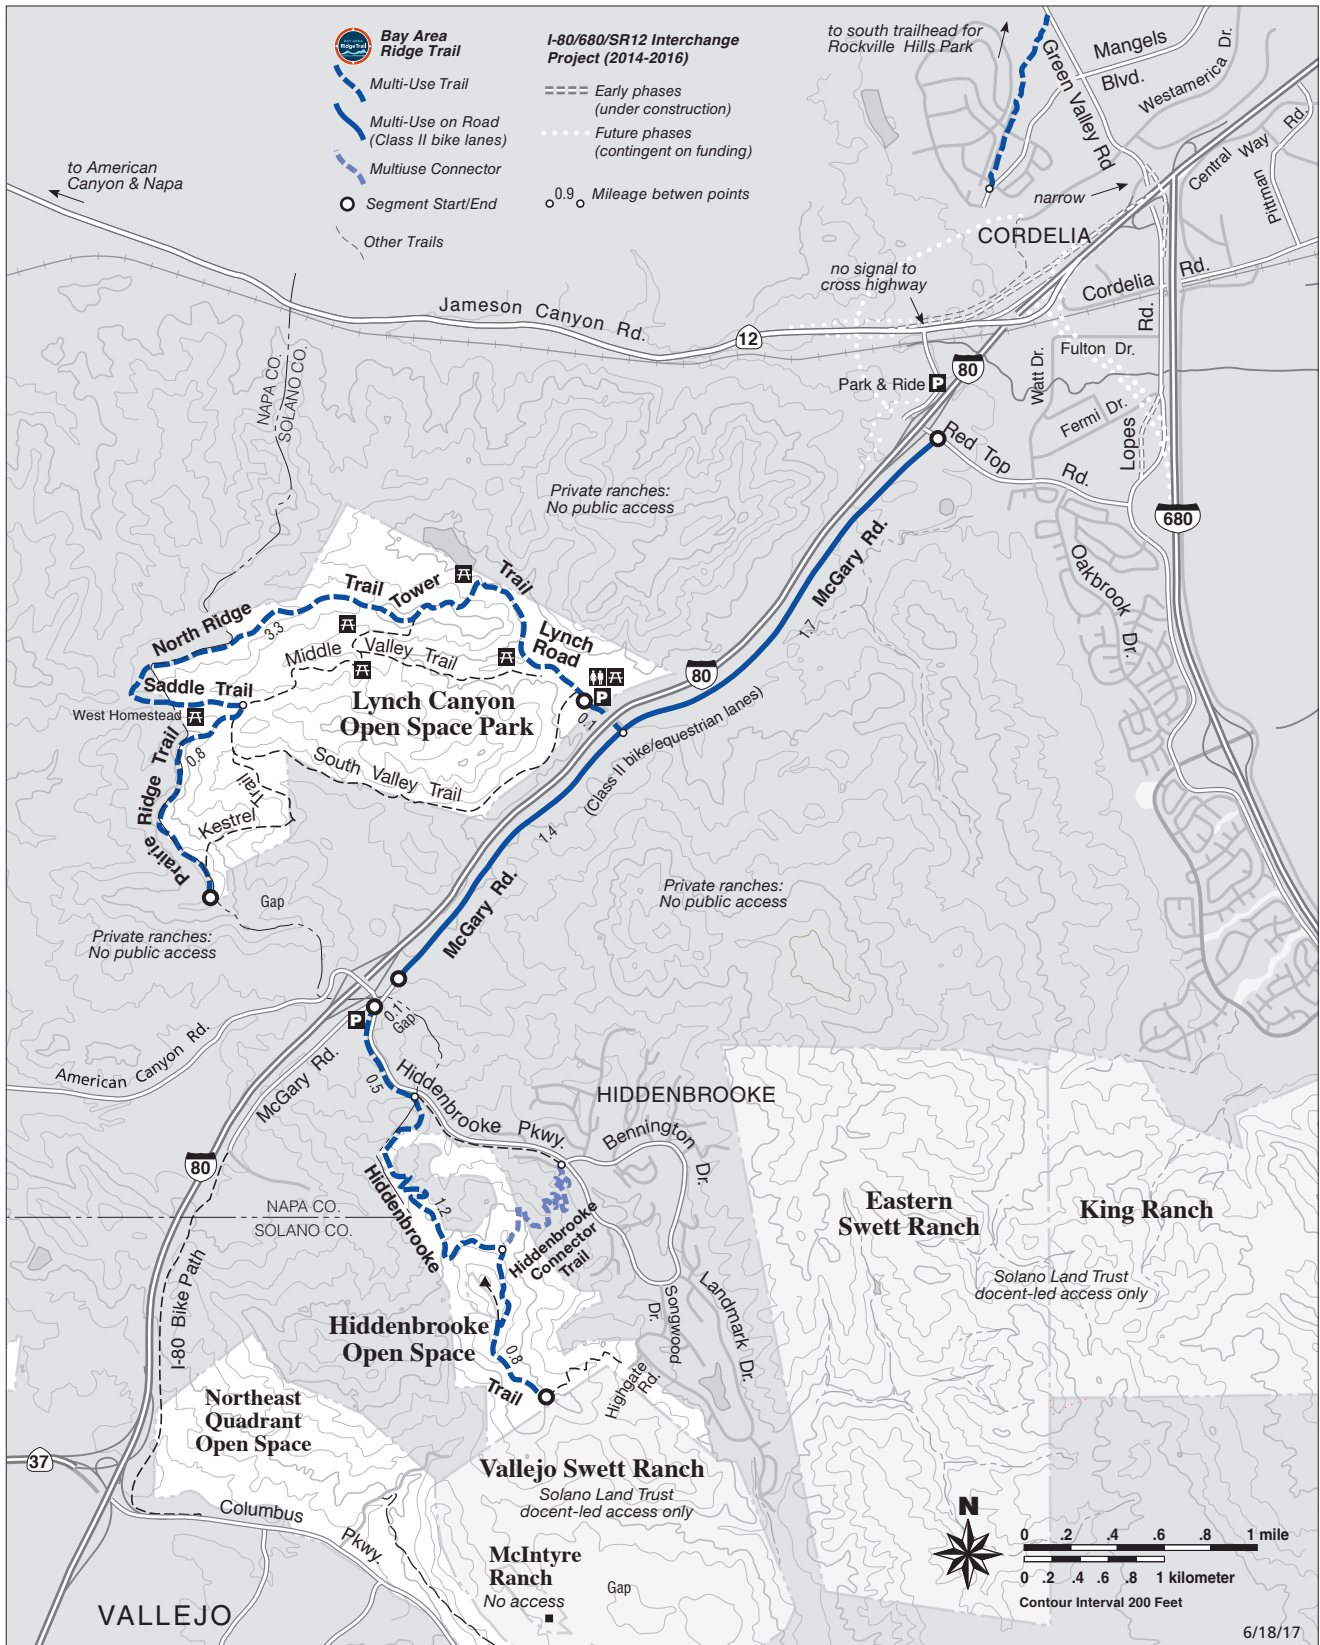 Bay Area
Ridge Trail
BAY AREA
Ridge Trail
Multi-Use Trail
Multi-Use on Road
(Class II bike lanes)
Multiuse Connector
Segment Start/End
Other Trails
I-80/680/SR12 Interchange
Project (2014-2016)
Early phases
(under construction)
Future phases
(contingent on funding)
0.9
Mileage betwen points
to south trailhead for
Rockville Hills Park
Green Valley Rd
Mangels
Blvd.
Westamerica Dr.
Central Way
Rd.
Pittman
narrow
CORDELIA
to American
Canyon & Napa
no signal to
cross highway
Cordelia Rd.
Jameson Canyon Rd.
12
NAPA CO.
SOLANO CO.
Park & Ride
P
80
Watt Dr.
Fulton Dr.
Rd.
Fermi Dr.
Lopes
Red Top Rd.
680
Private ranches:
No public access
McGary Rd.
1.7
Oakbrook Dr.
Trail
Tower
Trail
North Ridge
3.3
Lynch
Road
Middle Valley Trail
Saddle Trail
P
80
West Homestead
Lynch Canyon
Open Space Park
0.1
(Class II bike/equestrian lanes)
Prairie Ridge Trail
0.8
South Valley Trail
Kestrel Trail
1.4
McGary Rd.
Gap
Private ranches:
No public access
Private ranches:
No public access
P
0.1
Gap
American Canyon Rd.
McGary Rd.
0.5
Hiddenbrooke Pkwy.
HIDDENBROOKE
Bennington Dr.
80
Hiddenbrooke
1.2
NAPA CO.
SOLANO CO.
Hiddenbrooke
Connector
Trail
Eastern
Swett Ranch
King Ranch
Solano Land Trust
docent-led access only
I-80 Bike Path
Songwood
Dr.
Landmark Dr.
Hiddenbrooke
Open Space
0.8
Trail
Highgate
Rd.
Northeast
Quadrant
Open Space
37
Vallejo Swett Ranch
Solano Land Trust
docent-led access only
Columbus Pkwy.
McIntyre
Ranch
No access
Gap
N
0 .2 .4 .6 .8 1 mile
0 .2 .4 .6 .8 1 kilometer
Contour Interval 200 Feet
VALLEJO
6/18/17